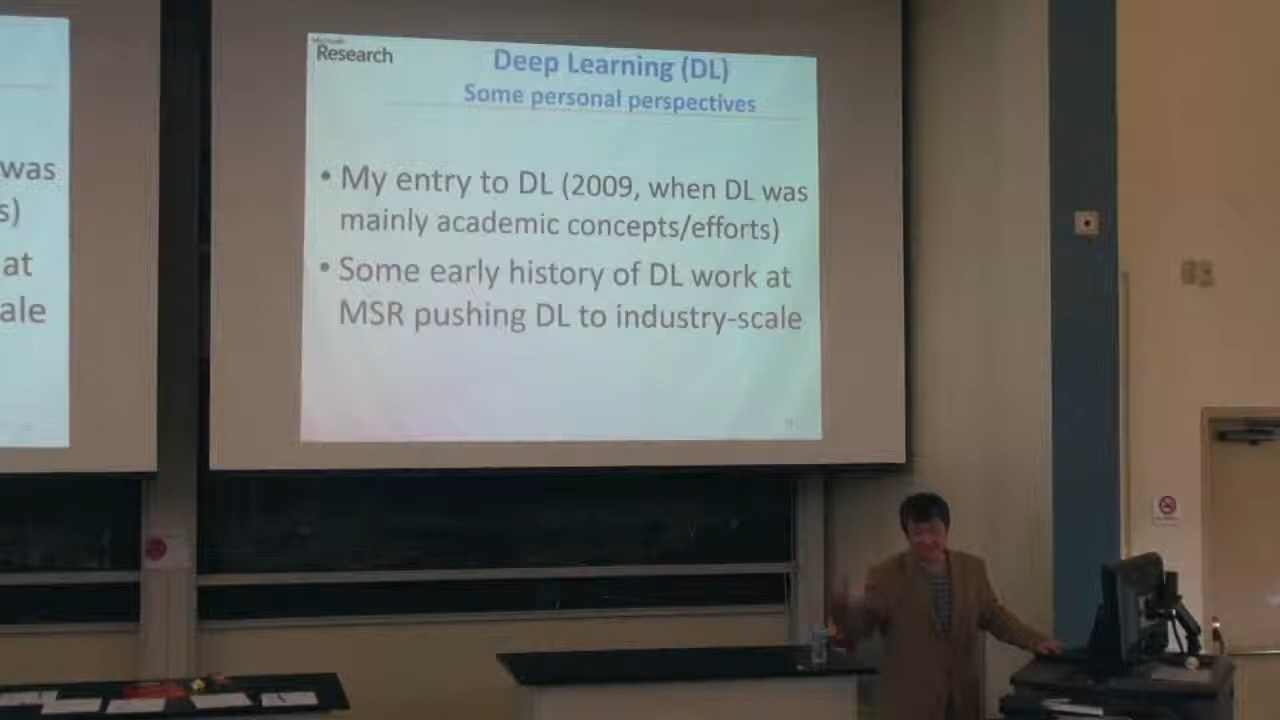 Microsoft
Research
Deep Learning (DL)
Some personal perspectives
• My entry to DL (2009, when DL was
mainly academic concepts/efforts)
• Some early history of DL work at
MSR pushing DL to industry-scale
was
s)
at
ale